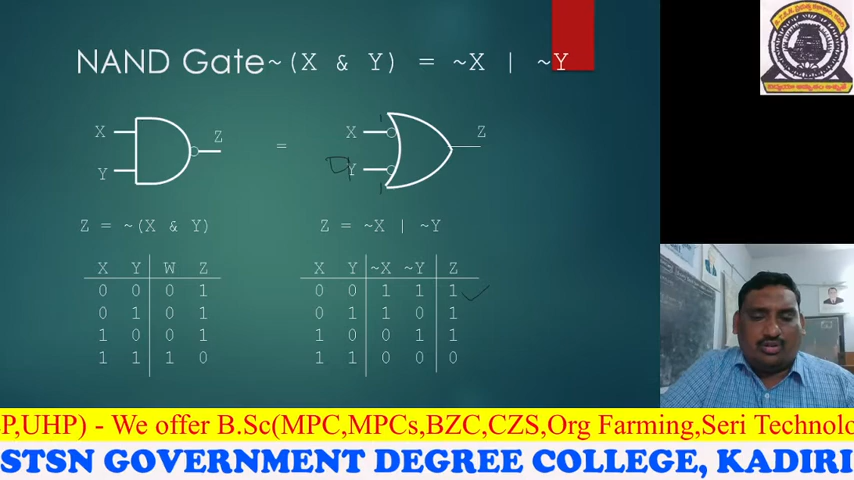 NAND Gate~(X & Y) = ~X | ~Y
X
Y
Z
=
X
Y
Z
Z = ~(X & Y)
Z = ~X | ~Y
X Y W Z
0 0 0 1
0 1 0 1
1 0 0 1
1 1 1 0
X Y ~X ~Y Z
0 0 1 1 1
0 1 1 0 1
1 0 0 1 1
1 1 0 0 0
P,UHP) - We offer B.Sc(MPC,MPCs,BZC,CZS,Org Farming,Seri Technolo
STSN GOVERNMENT DEGREE COLLEGE, KADIRI